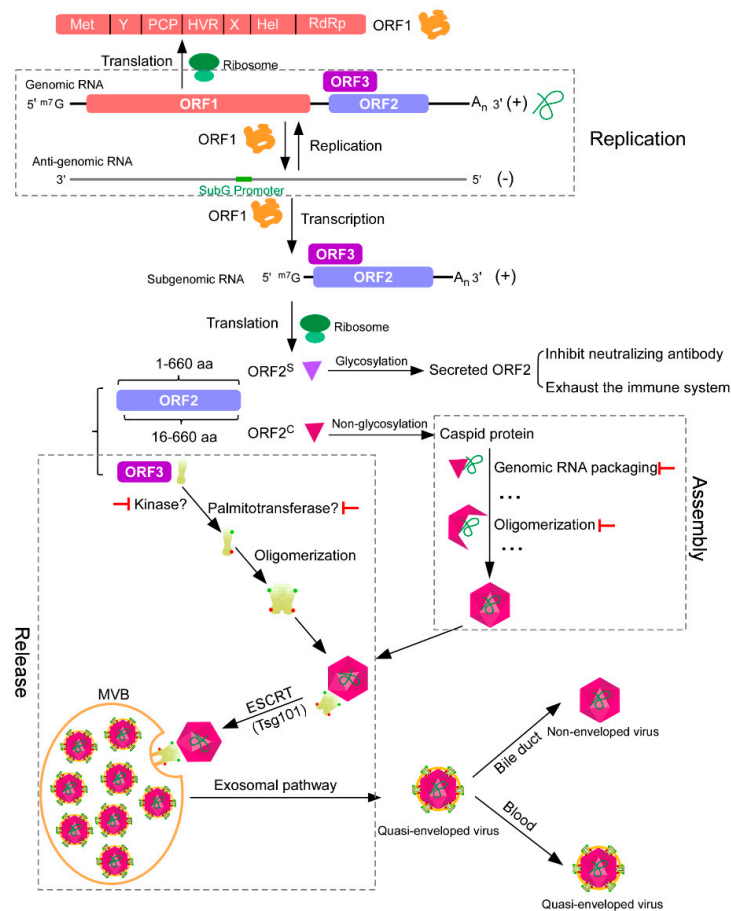 Met Y PCP HVR X Hel RdRp ORF1
Translation Ribosome
Genomic RNA
ORF3
5' m7G ORF1 ORF2 An 3' (+)
ORF1 Replication
Replication
Anti-genomic RNA
3' 5' (-)
SubG Promoter
ORF1 Transcription
ORF3
Subgenomic RNA 5' m7G ORF2 An 3' (+)
Translation Ribosome
1-660 aa
ORF2
16-660 aa
ORF2S Glycosylation Secreted ORF2
Inhibit neutralizing antibody
Exhaust the immune system
ORF2C Non-glycosylation Caspid protein
Genomic RNA packaging
...
Oligomerization
...
Assembly
ORF3
Kinase? Palmitotransferase?
Oligomerization
Release
ESCRT
(Tsg101)
MVB
Exosomal pathway
Quasi-enveloped virus
Bile duct
Non-enveloped virus
Blood
Quasi-enveloped virus